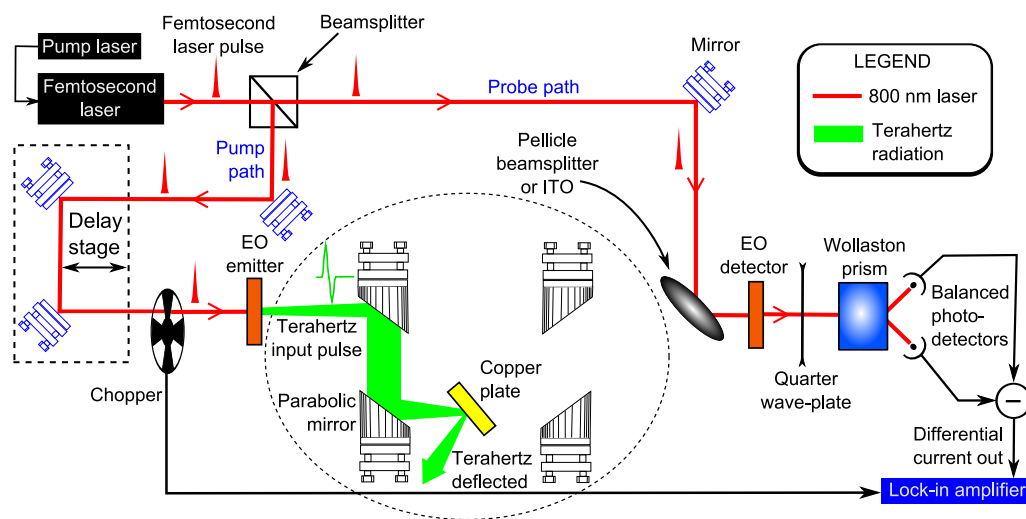 Pump laser
Femtosecond
laser
Femtosecond
laser pulse
Beamsplitter
Probe path
Mirror
LEGEND
800 nm laser
Terahertz
radiation
Pump
path
Pellicle
beamsplitter
or ITO
Delay
stage
EO
emitter
EO
detector
Wollaston
prism
Balanced
photo-
detectors
Terahertz
input pulse
Copper
plate
Chopper
Parabolic
mirror
Quarter
wave-plate
Terahertz
deflected
Differential
current out
Lock-in amplifier